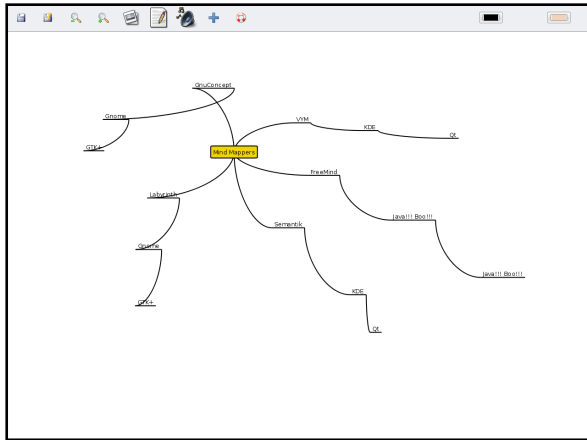 GnuConcept
Gnome
GTK+
VYM
KDE
Qt
Mind Mappers
FreeMind
Labyrinth
Java!!! Boo!!!
Semantik
Gnome
Java!!! Boo!!!
KDE
GTK+
Qt